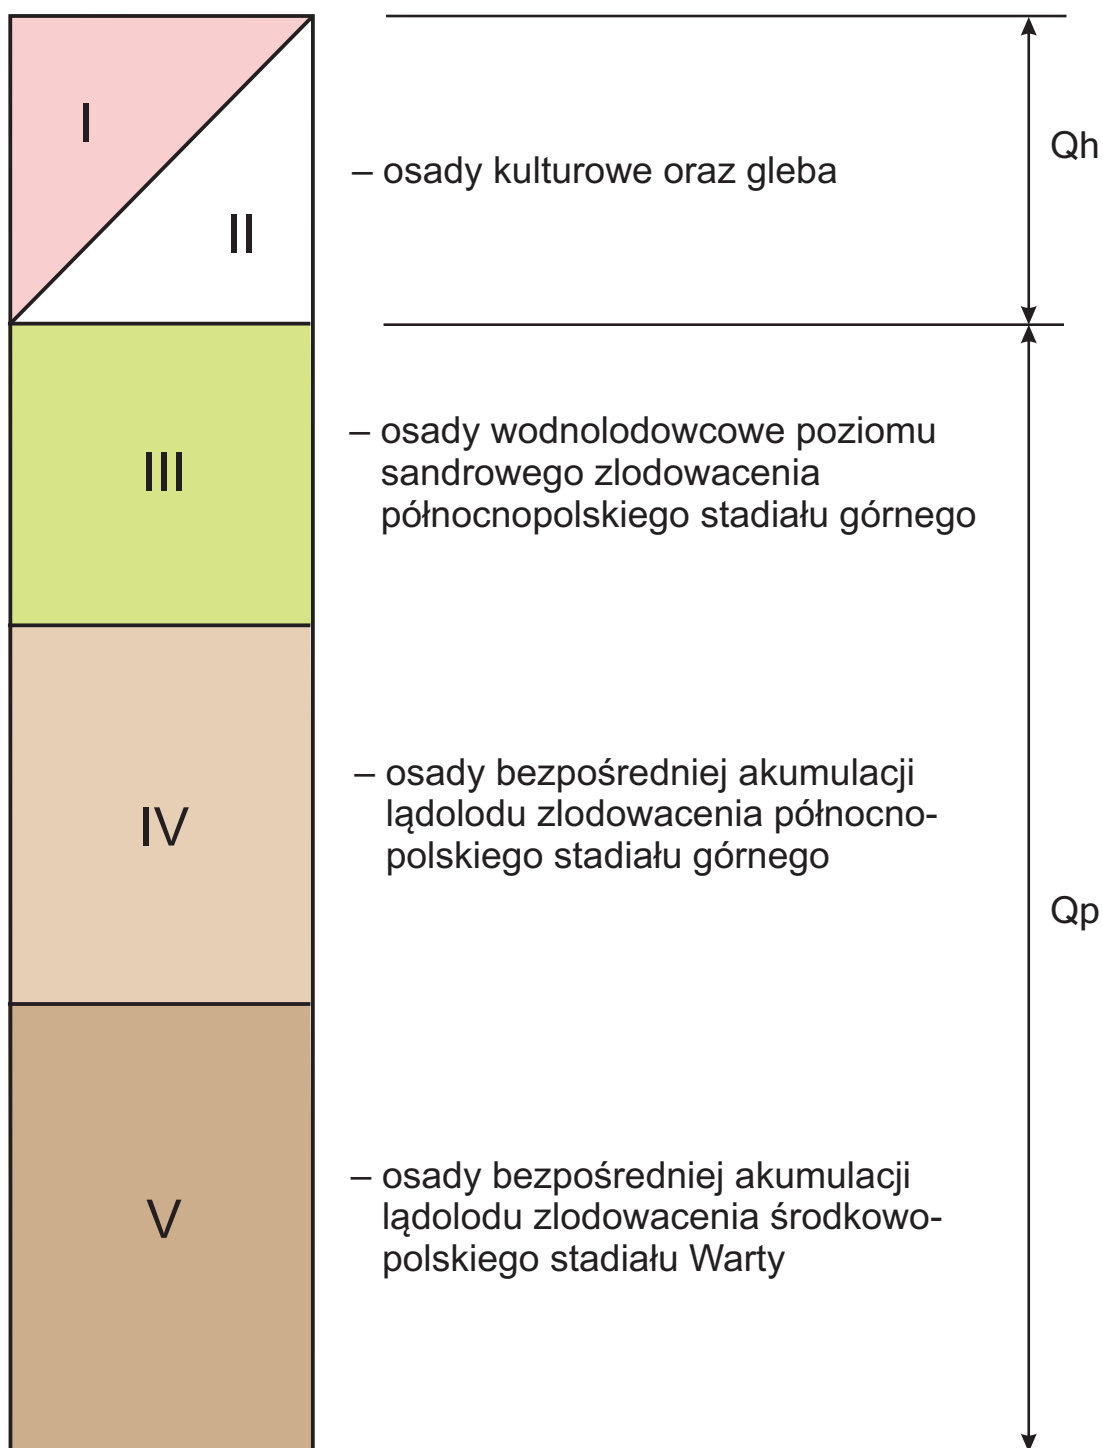 I
II
– osady kulturowe oraz gleba
Qh
III
– osady wodnolodowcowe poziomu
sandrowego zlodowacenia
północnopolskiego stadiału górnego
IV
– osady bezpośredniej akumulacji
lądolodu zlodowacenia północno-
polskiego stadiału górnego
Qp
V
– osady bezpośredniej akumulacji
lądolodu zlodowacenia środkowo-
polskiego stadiału Warty